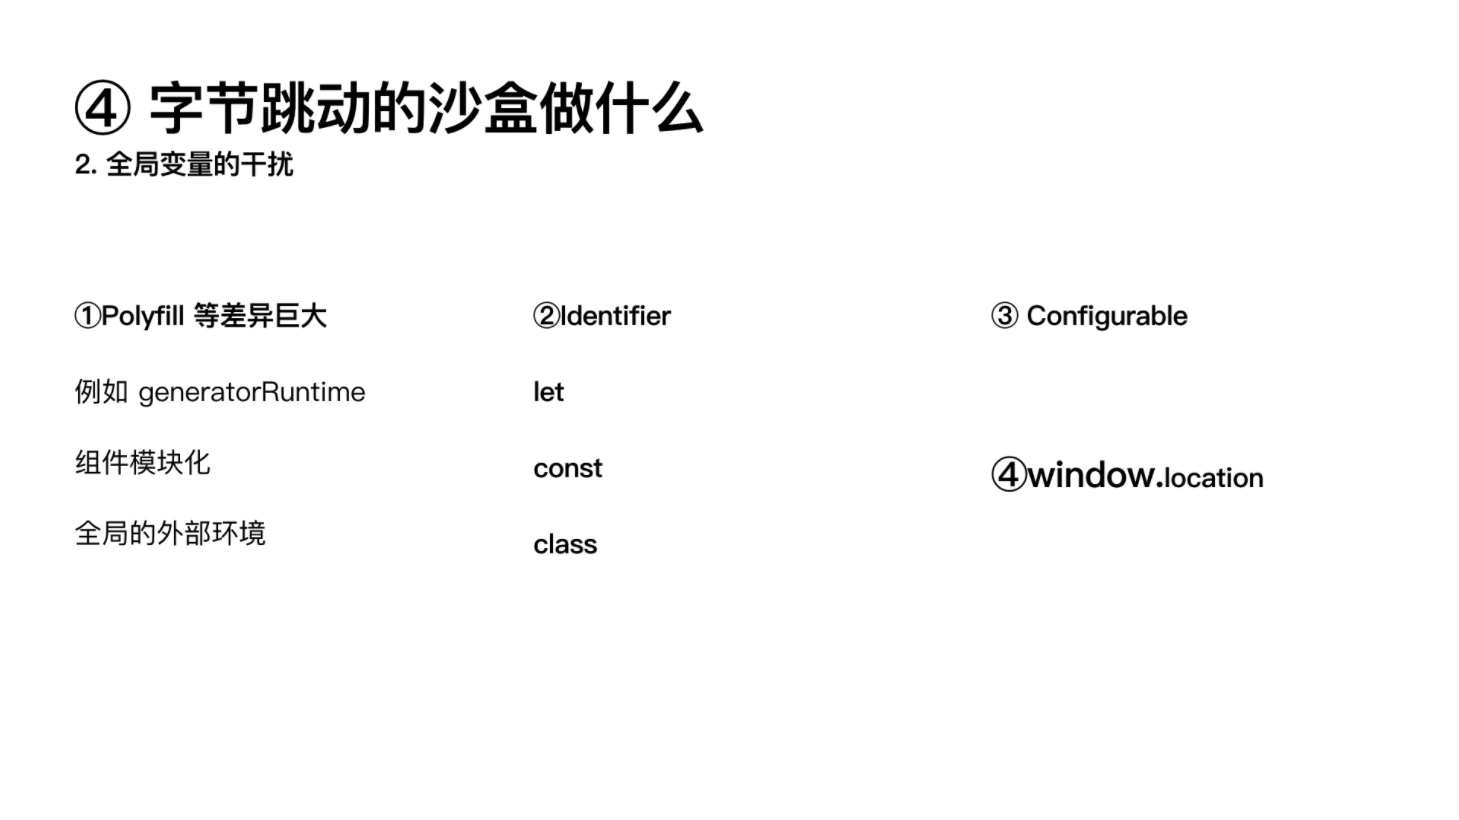 ④ 字节跳动的沙盒做什么
2. 全局变量的干扰
①Polyfill 等差异巨大
例如 generatorRuntime
组件模块化
全局的外部环境
②Identifier
let
const
class
③ Configurable
④window.location